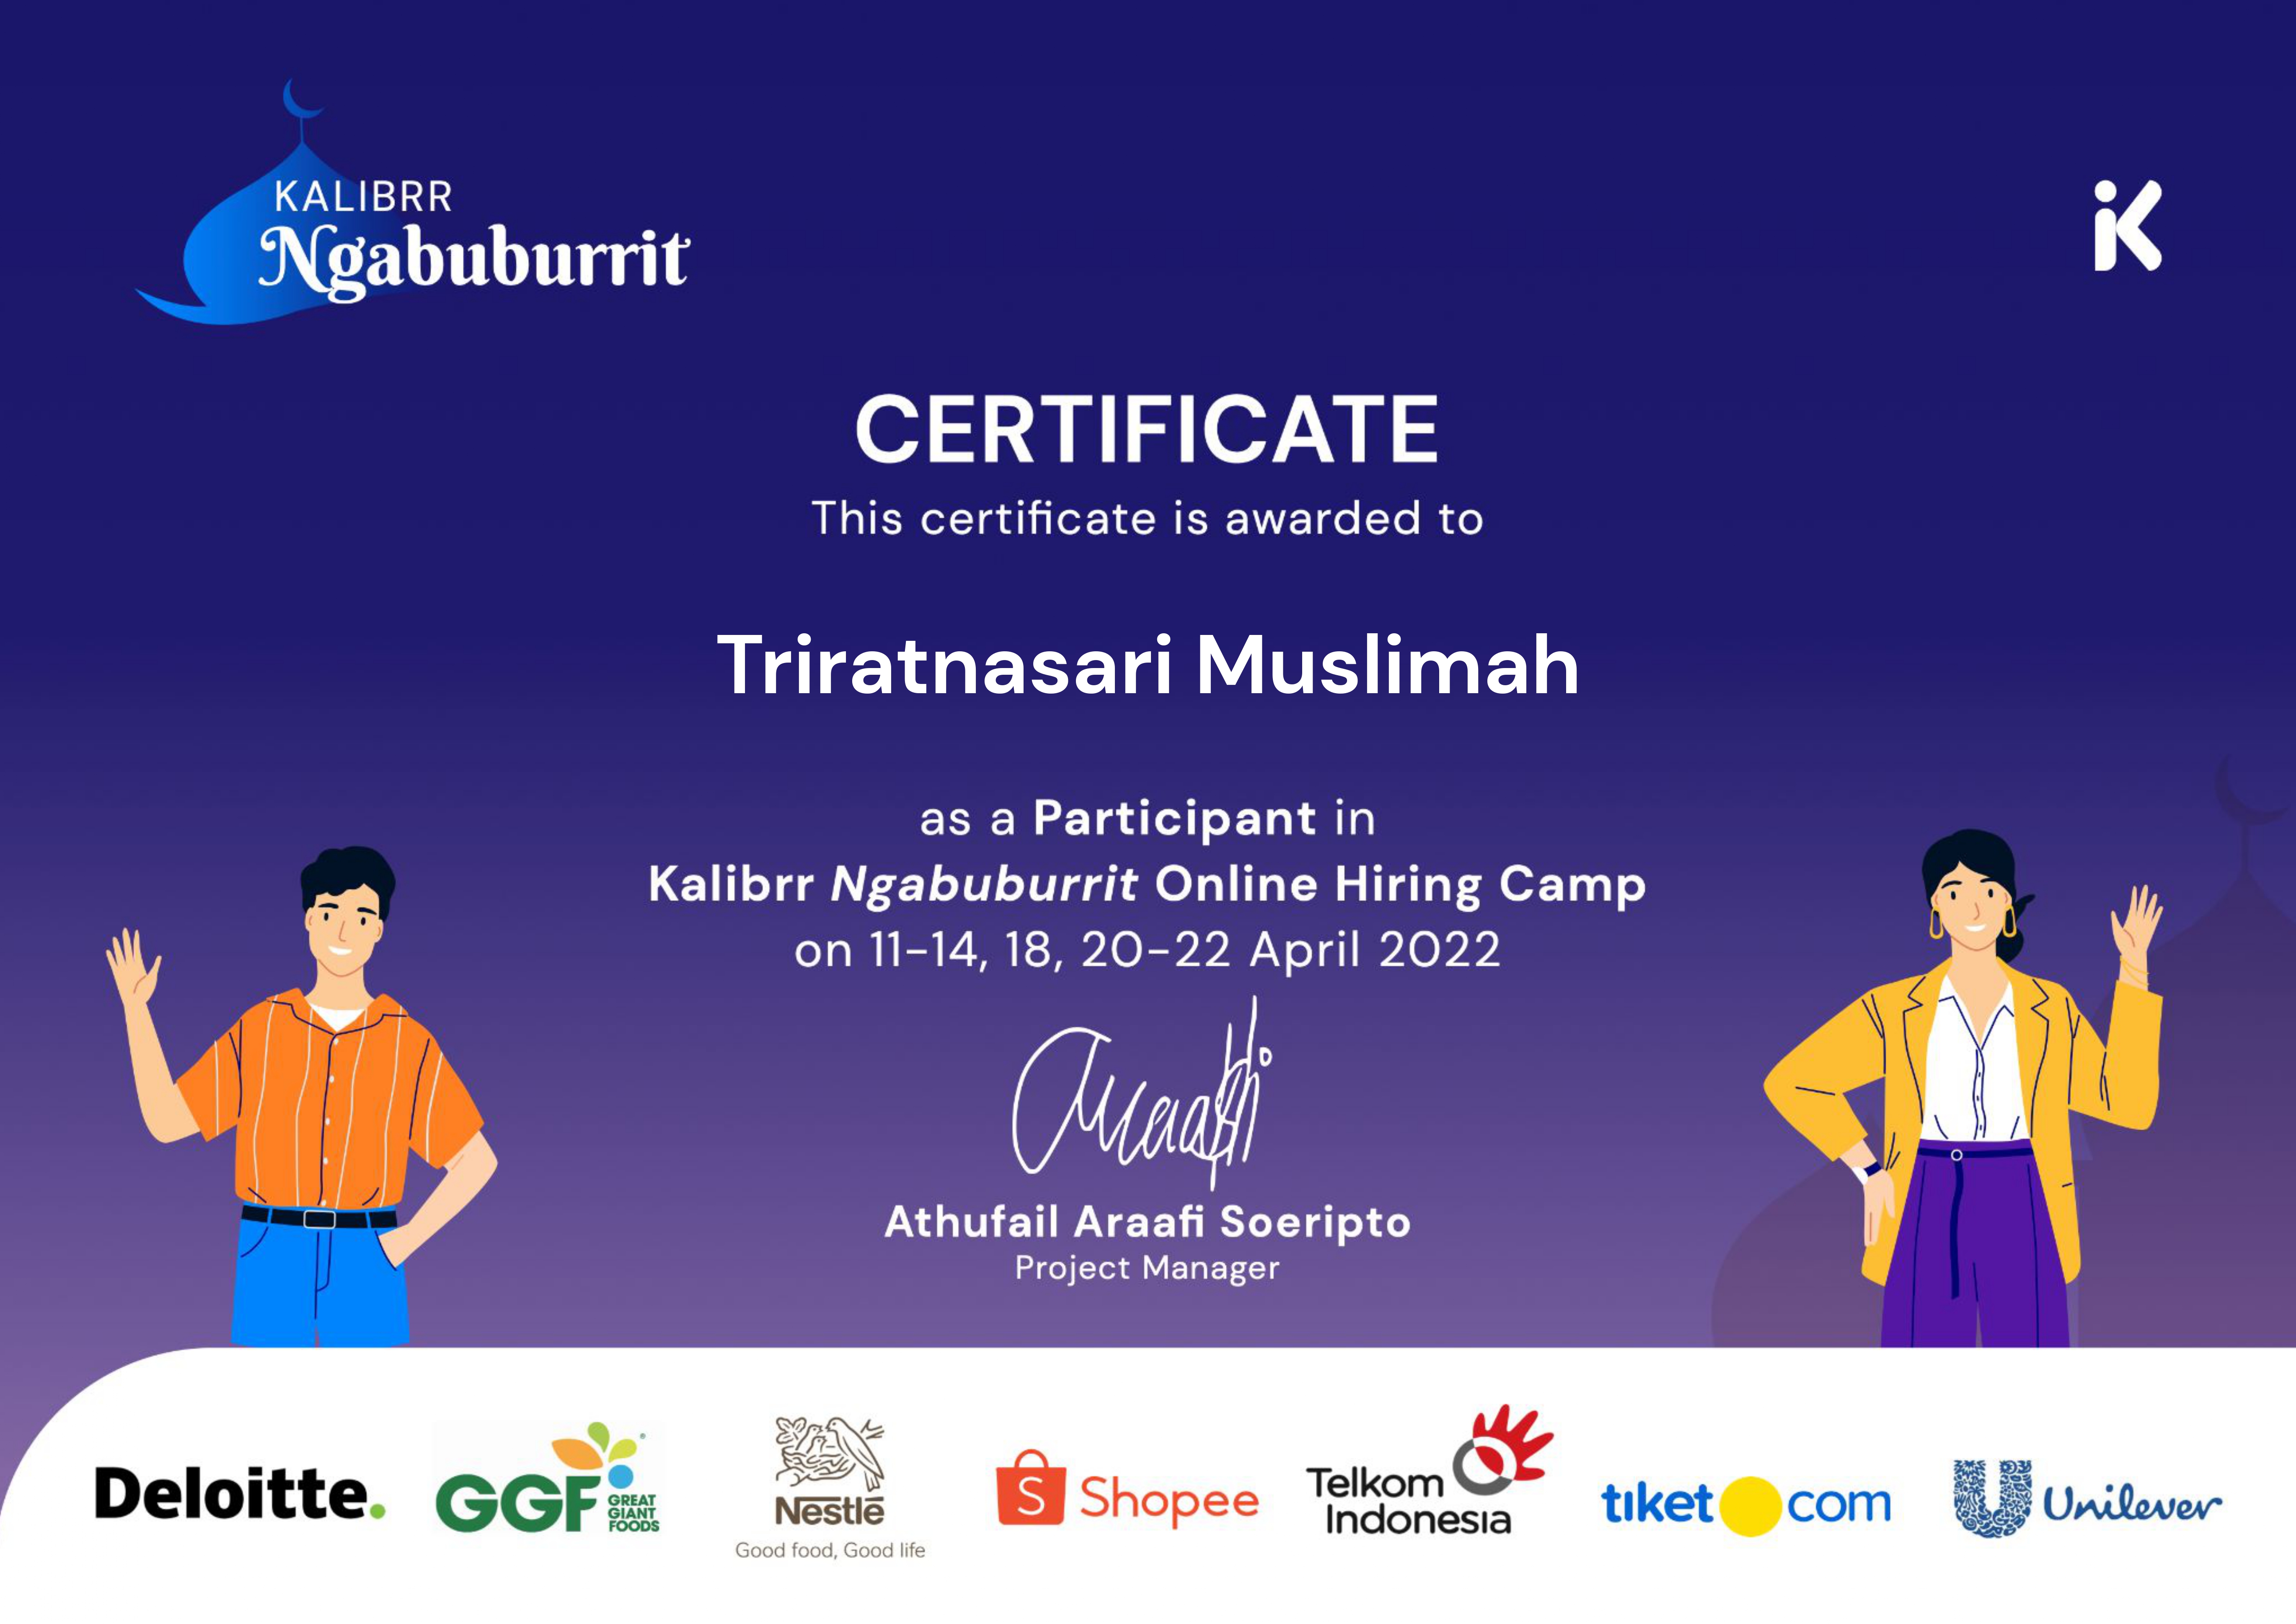 KALIBRR
Ngabuburrit
CERTIFICATE
This certificate is awarded to
Triratnasari Muslimah
as a Participant in
Kalibrr Ngabuburrit Online Hiring Camp
on 11-14, 18, 20-22 April 2022
Athufail Araafi Soeripto
Project Manager
Deloitte.
GGF GREAT GIANT FOODS
Nestlé
Good food, Good life
S Shopee
Telkom
Indonesia
tiket com
Unilever